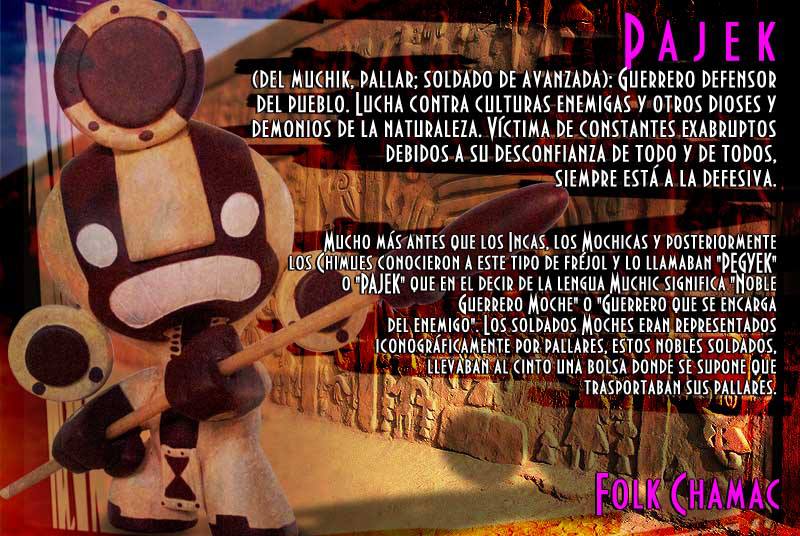 PAJEK
(DEL MUCHIK, PALLAR; SOLDADO DE AVANZADA): GUERRERO DEFENSOR
DEL PUEBLO. LUCHA CONTRA CULTURAS ENEMIGAS Y OTROS DIOSES Y
DEMONIOS DE LA NATURALEZA. VÍCTIMA DE CONSTANTES EXABRUPTOS
DEBIDOS A SU DESCONFIANZA DE TODO Y DE TODOS,
SIEMPRE ESTÁ A LA DEFESIVA.
MUCHO MÁS ANTES QUE LOS INCAS, LOS MOCHICAS Y POSTERIORMENTE
LOS CHIMUES CONOCIERON A ESTE TIPO DE FRÉJOL Y LO LLAMABAN "PEGYEK"
O "PAJEK" QUE EN EL DECIR DE LA LENGUA MUCHIC SIGNIFICA "NOBLE
GUERRERO MOCHE" O "GUERRERO QUE SE ENCARGA
DEL ENEMIGO". LOS SOLDADOS MOCHES ERAN REPRESENTADOS
ICONOGRÁFICAMENTE POR PALLARES, ESTOS NOBLES SOLDADOS,
LLEVABAN AL CINTO UNA BOLSA DONDE SE SUPONE QUE
TRASPORTABAN SUS PALLARES.
FOLK CHAMAC